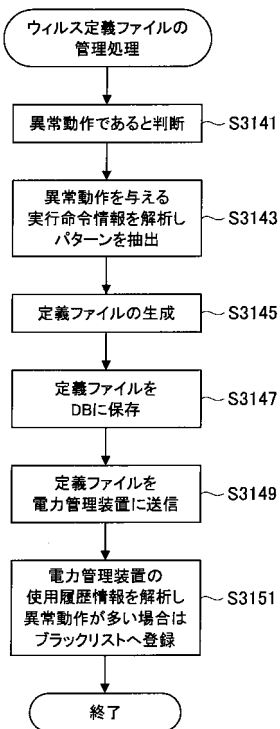 ウィルス定義ファイルの
管理処理
異常動作であると判断
S3141
異常動作を与える
実行命令情報を解析し
パターンを抽出
S3143
定義ファイルの生成
S3145
定義ファイルを
DBに保存
S3147
定義ファイルを
電力管理装置に送信
S3149
電力管理装置の
使用履歴情報を解析し
異常動作が多い場合は
ブラックリストへ登録
S3151
終了